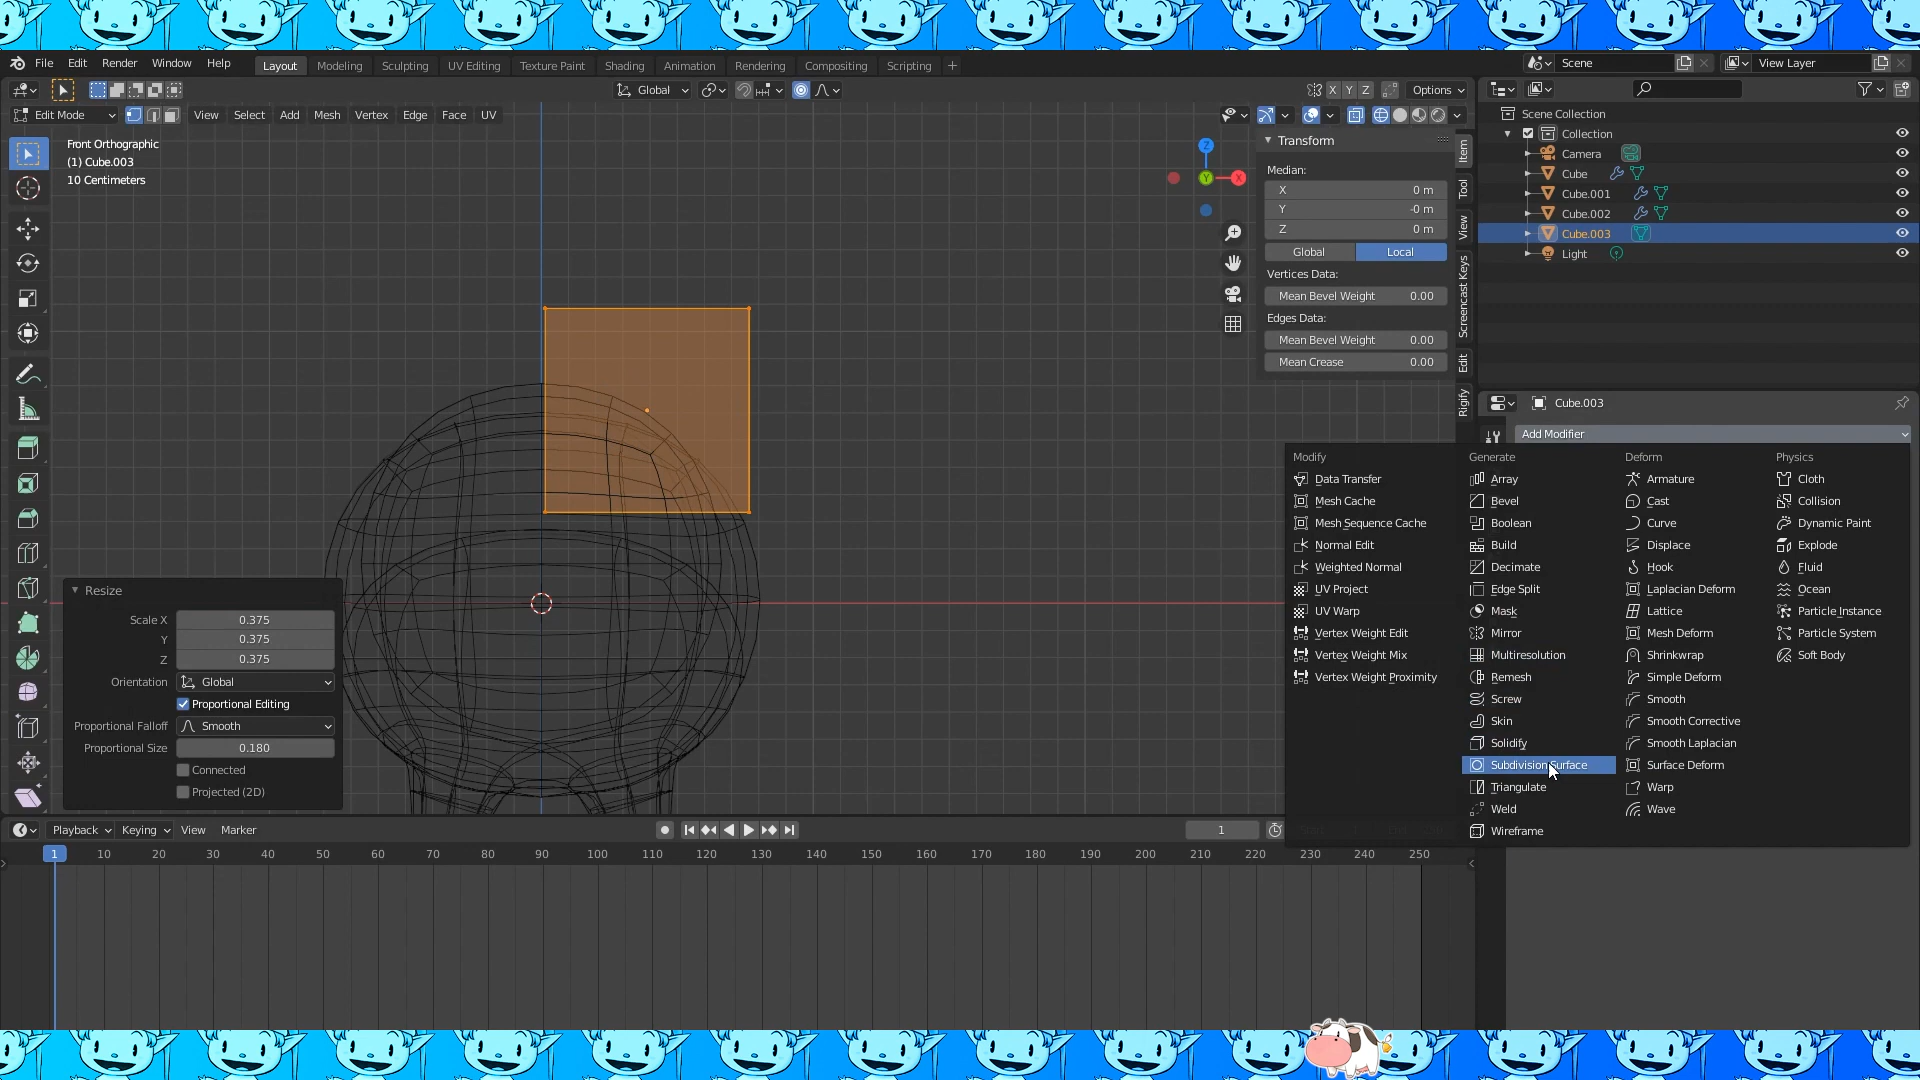 File Edit Render Window Help Layout Modeling Sculpting UV Editing Texture Paint Shading Animation Rendering Compositing Scripting + Scene View Layer
Global X Y Z Options
Edit Mode View Select Add Mesh Vertex Edge Face UV
Front Orthographic
(1) Cube.003
10 Centimeters
Z
Y
X
Transform
Median:
X 0 m
Y -0 m
Z 0 m
Global Local
Vertices Data:
Mean Bevel Weight 0.00
Edges Data:
Mean Bevel Weight 0.00
Mean Crease 0.00
Item
Tool
View
Screencast Keys
Edit
Rigify
Scene Collection
Collection
Camera
Cube
Cube.001
Cube.002
Cube.003
Light
Cube.003
Add Modifier
Modify
Data Transfer
Mesh Cache
Mesh Sequence Cache
Normal Edit
Weighted Normal
UV Project
UV Warp
Vertex Weight Edit
Vertex Weight Mix
Vertex Weight Proximity
Generate
Array
Bevel
Boolean
Build
Decimate
Edge Split
Mask
Mirror
Multiresolution
Remesh
Screw
Skin
Solidify
Subdivision Surface
Triangulate
Weld
Wireframe
Deform
Armature
Cast
Curve
Displace
Hook
Laplacian Deform
Lattice
Mesh Deform
Shrinkwrap
Simple Deform
Smooth
Smooth Corrective
Smooth Laplacian
Surface Deform
Warp
Wave
Physics
Cloth
Collision
Dynamic Paint
Explode
Fluid
Ocean
Particle Instance
Particle System
Soft Body
Resize
Scale X 0.375
Y 0.375
Z 0.375
Orientation Global
Proportional Editing
Proportional Falloff Smooth
Proportional Size 0.180
Connected
Projected (2D)
Playback Keying View Marker 1
1 10 20 30 40 50 60 70 80 90 100 110 120 130 140 150 160 170 180 190 200 210 220 230 240 250